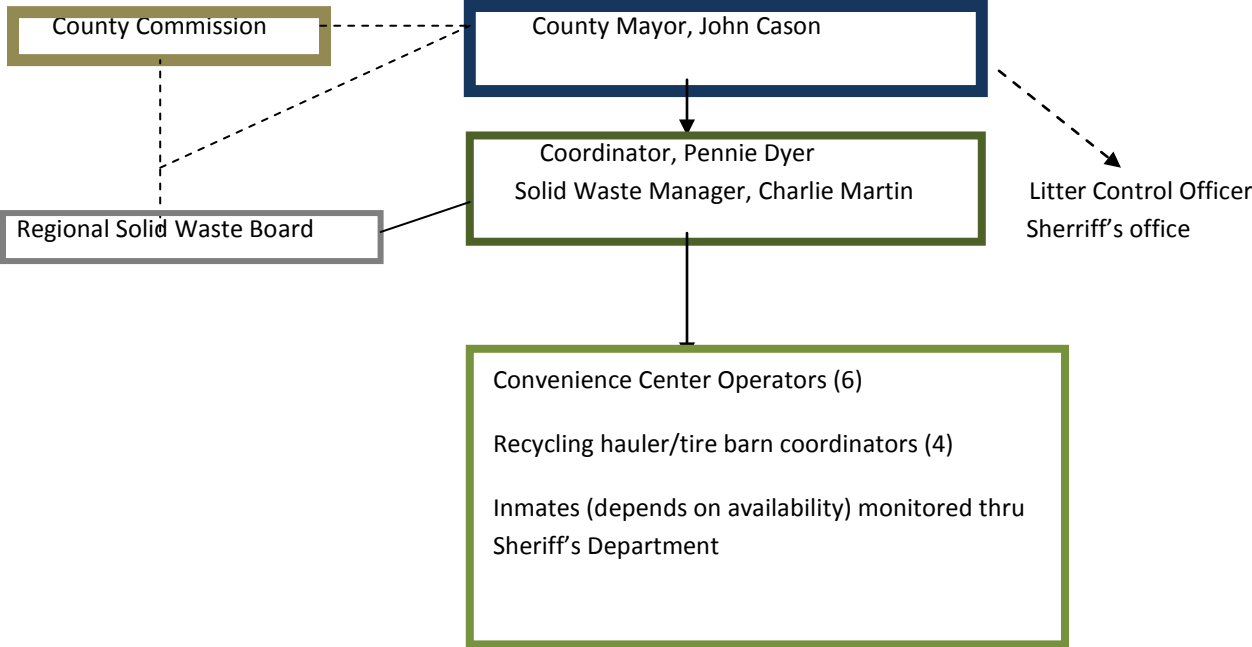 County Commission
County Mayor, John Cason
Coordinator, Pennie Dyer
Solid Waste Manager, Charlie Martin
Litter Control Officer
Sherriff’s office
Regional Solid Waste Board
Convenience Center Operators (6)
Recycling hauler/tire barn coordinators (4)
Inmates (depends on availability) monitored thru
Sheriff’s Department